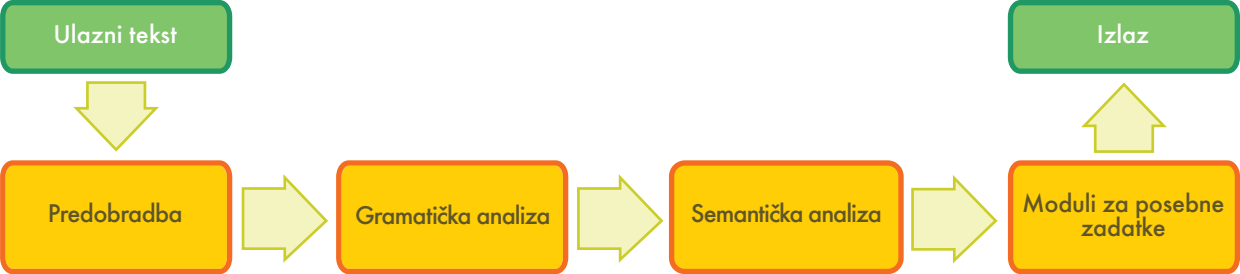 Ulazni tekst
Izlaz
Predobradba
Gramatička analiza
Semantička analiza
Moduli za posebne
zadatke